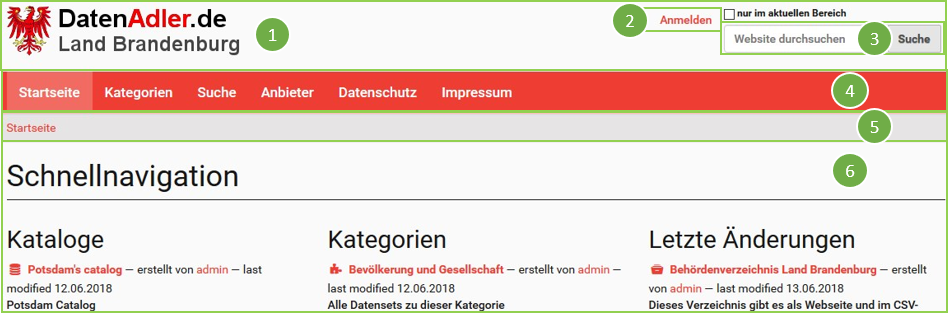 DatenAdler.de
Land Brandenburg
1
2
Anmelden
nur im aktuellen Bereich
Website durchsuchen
3
Suche
Startseite Kategorien Suche Anbieter Datenschutz Impressum
4
Startseite
5
6
Schnellnavigation
Kataloge
Potsdam's catalog — erstellt von admin — last
modified 12.06.2018
Potsdam Catalog
Kategorien
Bevölkerung und Gesellschaft — erstellt von admin —
last modified 12.06.2018
Alle Datensets zu dieser Kategorie
Letzte Änderungen
Behördenverzeichnis Land Brandenburg — erstellt
von admin — last modified 13.06.2018
Dieses Verzeichnis gibt es als Webseite und im CSV-